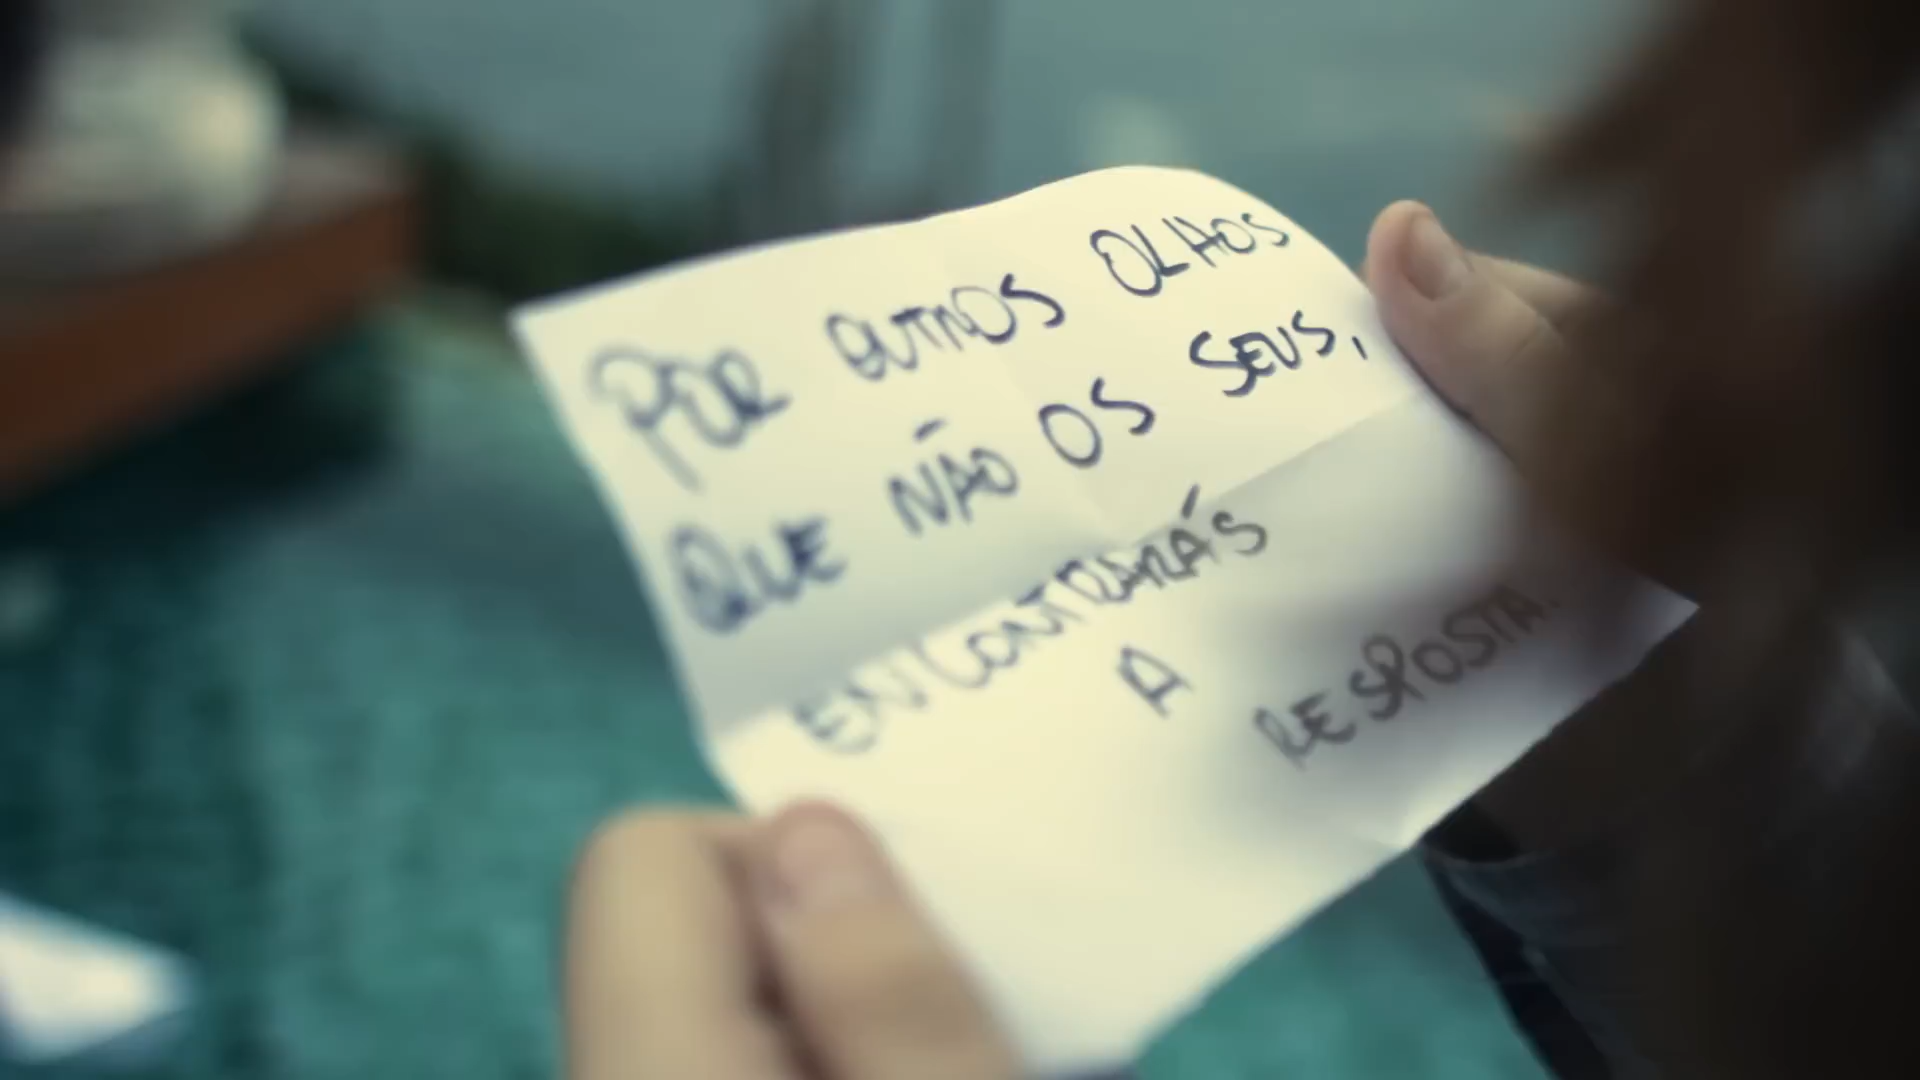 POR OUTROS OLHOS
QUE NÃO OS SEUS,
ENCONTRARÁS
A RESPOSTA.